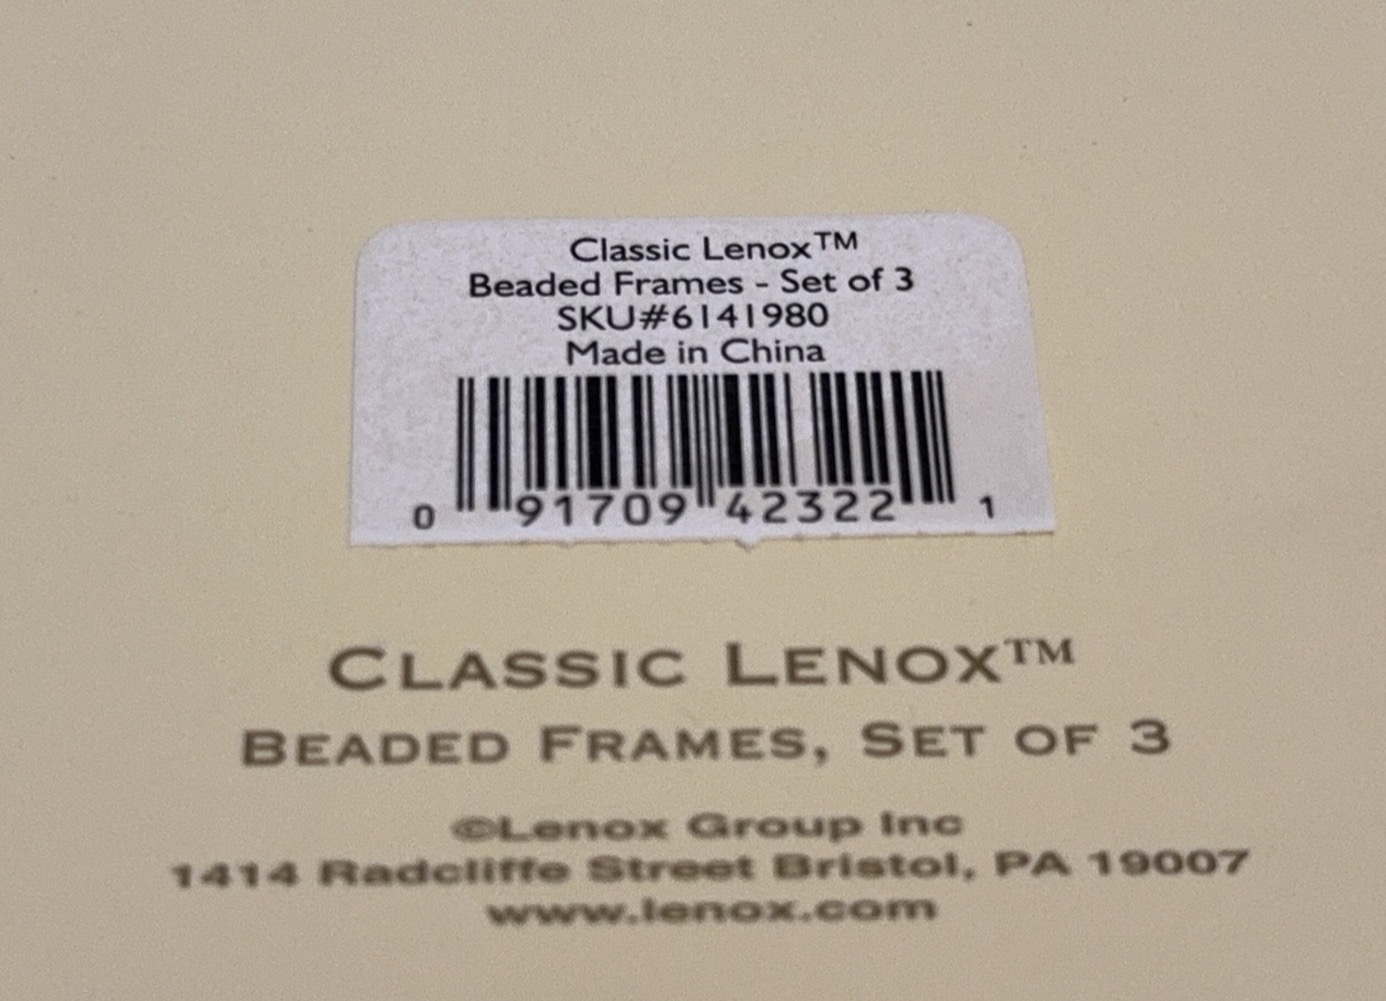 Classic Lenox™
Beaded Frames - Set of 3
SKU#6141980
Made in China
0 91709 42322 1
CLASSIC LENOX™
BEADED FRAMES, SET OF 3
©Lenox Group Inc
1414 Radcliffe Street Bristol, PA 19007
www.lenox.com